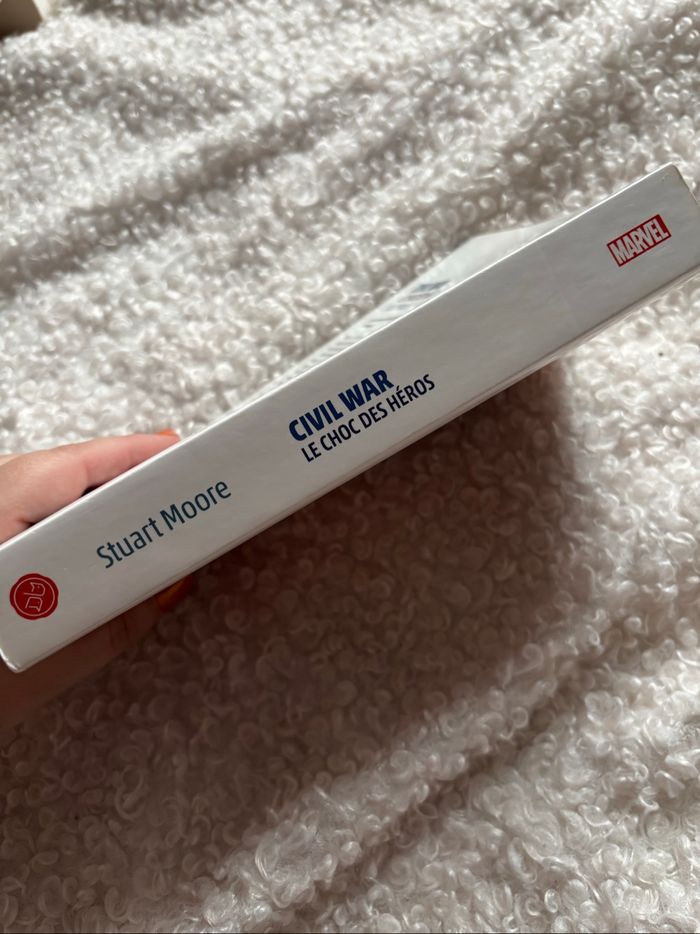 Stuart Moore
CIVIL WAR
LE CHOC DES HÉROS
MARVEL